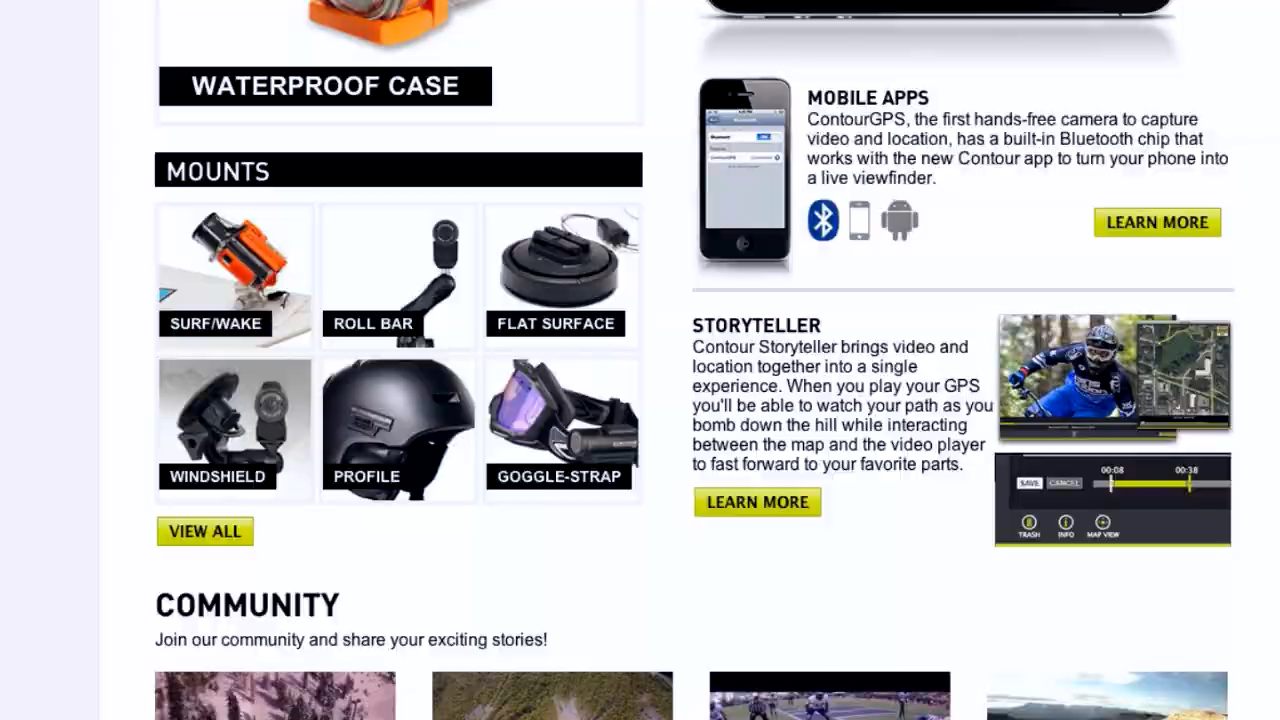 WATERPROOF CASE
MOUNTS
SURF/WAKE
ROLL BAR
FLAT SURFACE
WINDSHIELD
PROFILE
GOGGLE-STRAP
VIEW ALL
MOBILE APPS
ContourGPS, the first hands-free camera to capture
video and location, has a built-in Bluetooth chip that
works with the new Contour app to turn your phone into
a live viewfinder.
LEARN MORE
STORYTELLER
Contour Storyteller brings video and
location together into a single
experience. When you play your GPS
you'll be able to watch your path as you
bomb down the hill while interacting
between the map and the video player
to fast forward to your favorite parts.
LEARN MORE
00:08 00:38
SAVE CANCEL
TRASH INFO MAP VIEW
COMMUNITY
Join our community and share your exciting stories!